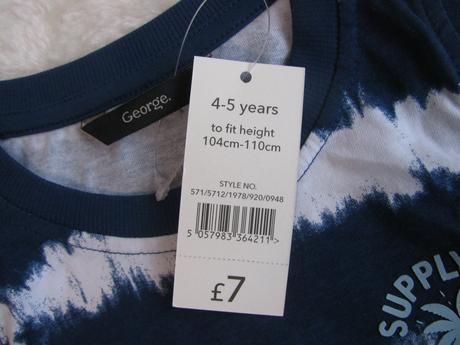 George.
4-5 years
to fit height
104cm-110cm
STYLE NO.
571/5712/1978/920/0948
5 057983 364211 >
£7
SUPPLI